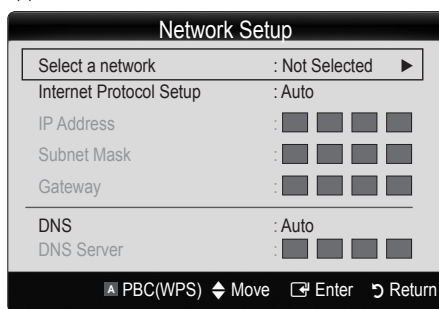 Network Setup
Select a network : Not Selected ▶
Internet Protocol Setup : Auto
IP Address :
Subnet Mask :
Gateway :
DNS : Auto
DNS Server :
A PBC(WPS) Move Enter Return